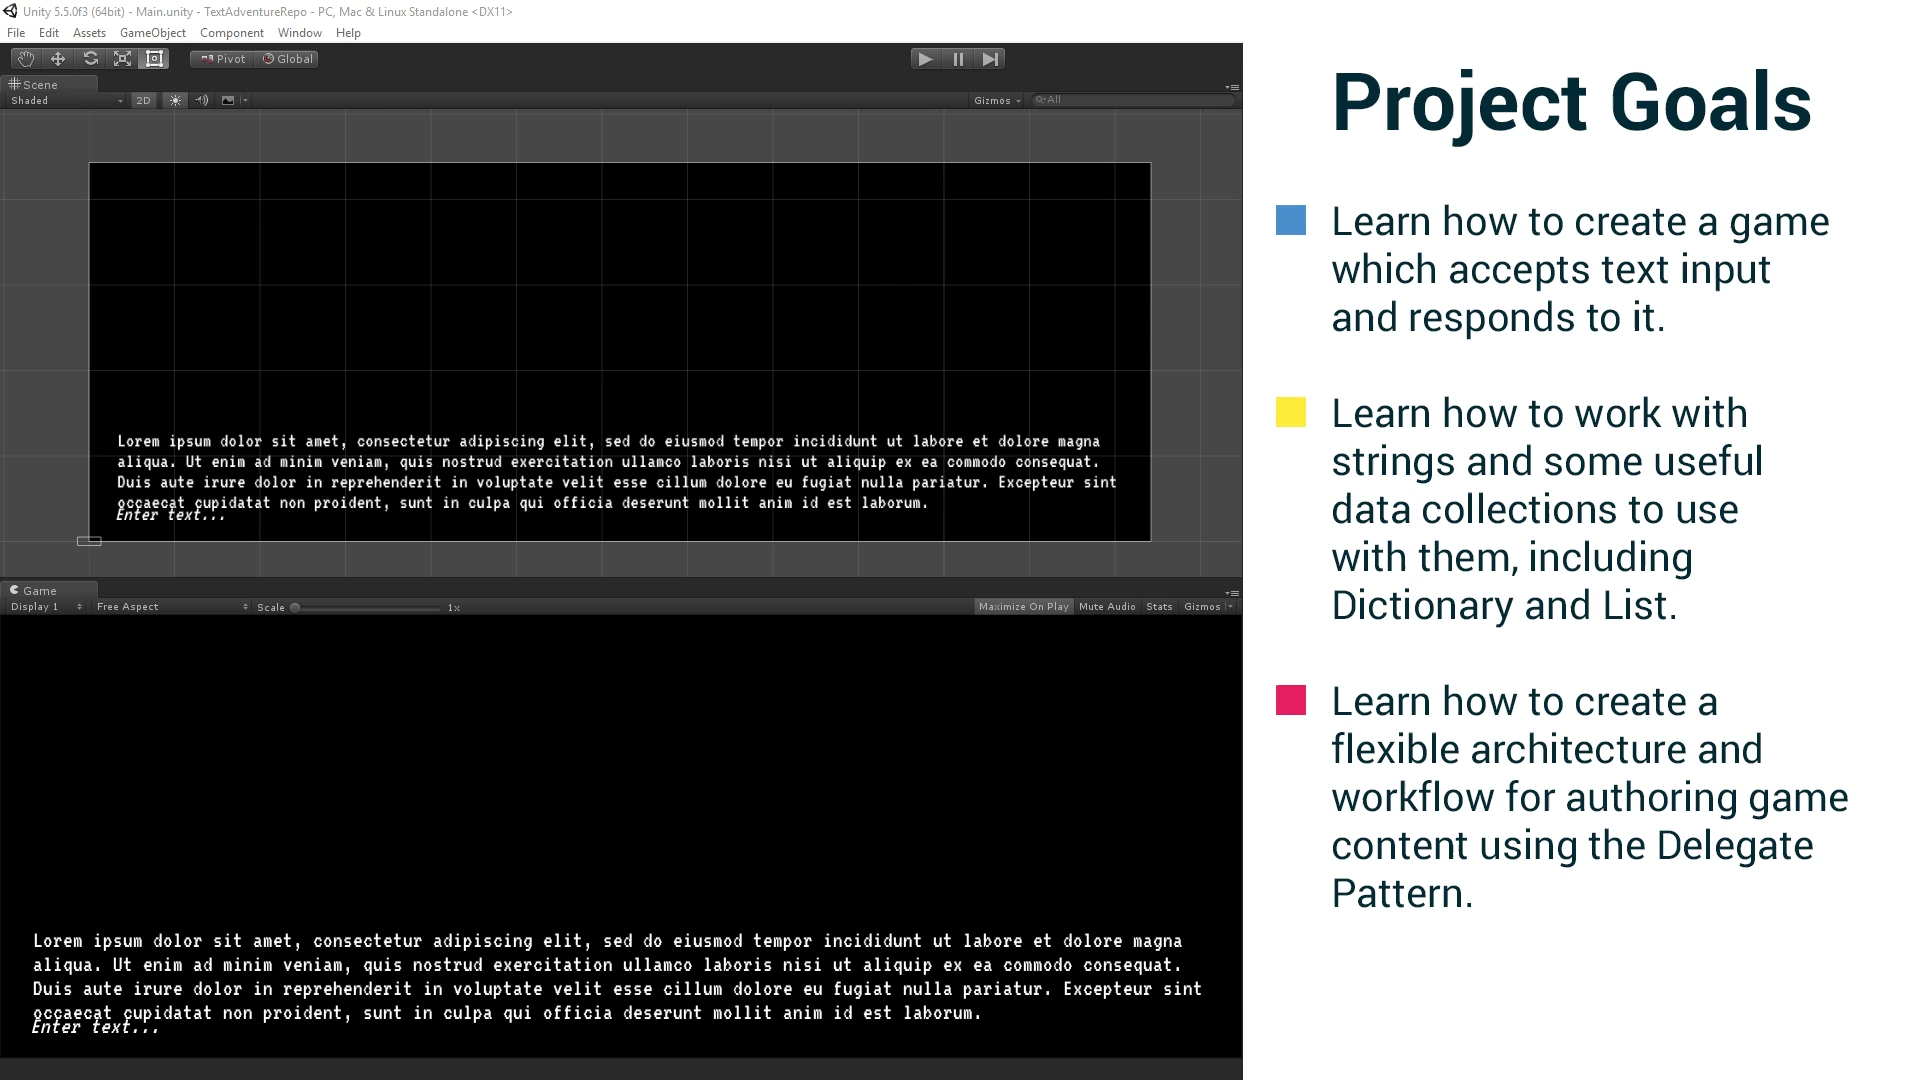 Unity 5.5.0f3 (64bit) - Main.unity - TextAdventureRepo - PC, Mac & Linux Standalone <DX11>
File Edit Assets GameObject Component Window Help
Pivot Global
Scene
Shaded 2D Gizmos All
Lorem ipsum dolor sit amet, consectetur adipiscing elit, sed do eiusmod tempor incididunt ut labore et dolore magna
aliqua. Ut enim ad minim veniam, quis nostrud exercitation ullamco laboris nisi ut aliquip ex ea commodo consequat.
Duis aute irure dolor in reprehenderit in voluptate velit esse cillum dolore eu fugiat nulla pariatur. Excepteur sint
occaecat cupidatat non proident, sunt in culpa qui officia deserunt mollit anim id est laborum.
Enter text...
Game
Display 1 Free Aspect Scale 1x Maximize On Play Mute Audio Stats Gizmos
Lorem ipsum dolor sit amet, consectetur adipiscing elit, sed do eiusmod tempor incididunt ut labore et dolore magna
aliqua. Ut enim ad minim veniam, quis nostrud exercitation ullamco laboris nisi ut aliquip ex ea commodo consequat.
Duis aute irure dolor in reprehenderit in voluptate velit esse cillum dolore eu fugiat nulla pariatur. Excepteur sint
occaecat cupidatat non proident, sunt in culpa qui officia deserunt mollit anim id est laborum.
Enter text...
Project Goals
Learn how to create a game
which accepts text input
and responds to it.
Learn how to work with
strings and some useful
data collections to use
with them, including
Dictionary and List.
Learn how to create a
flexible architecture and
workflow for authoring game
content using the Delegate
Pattern.